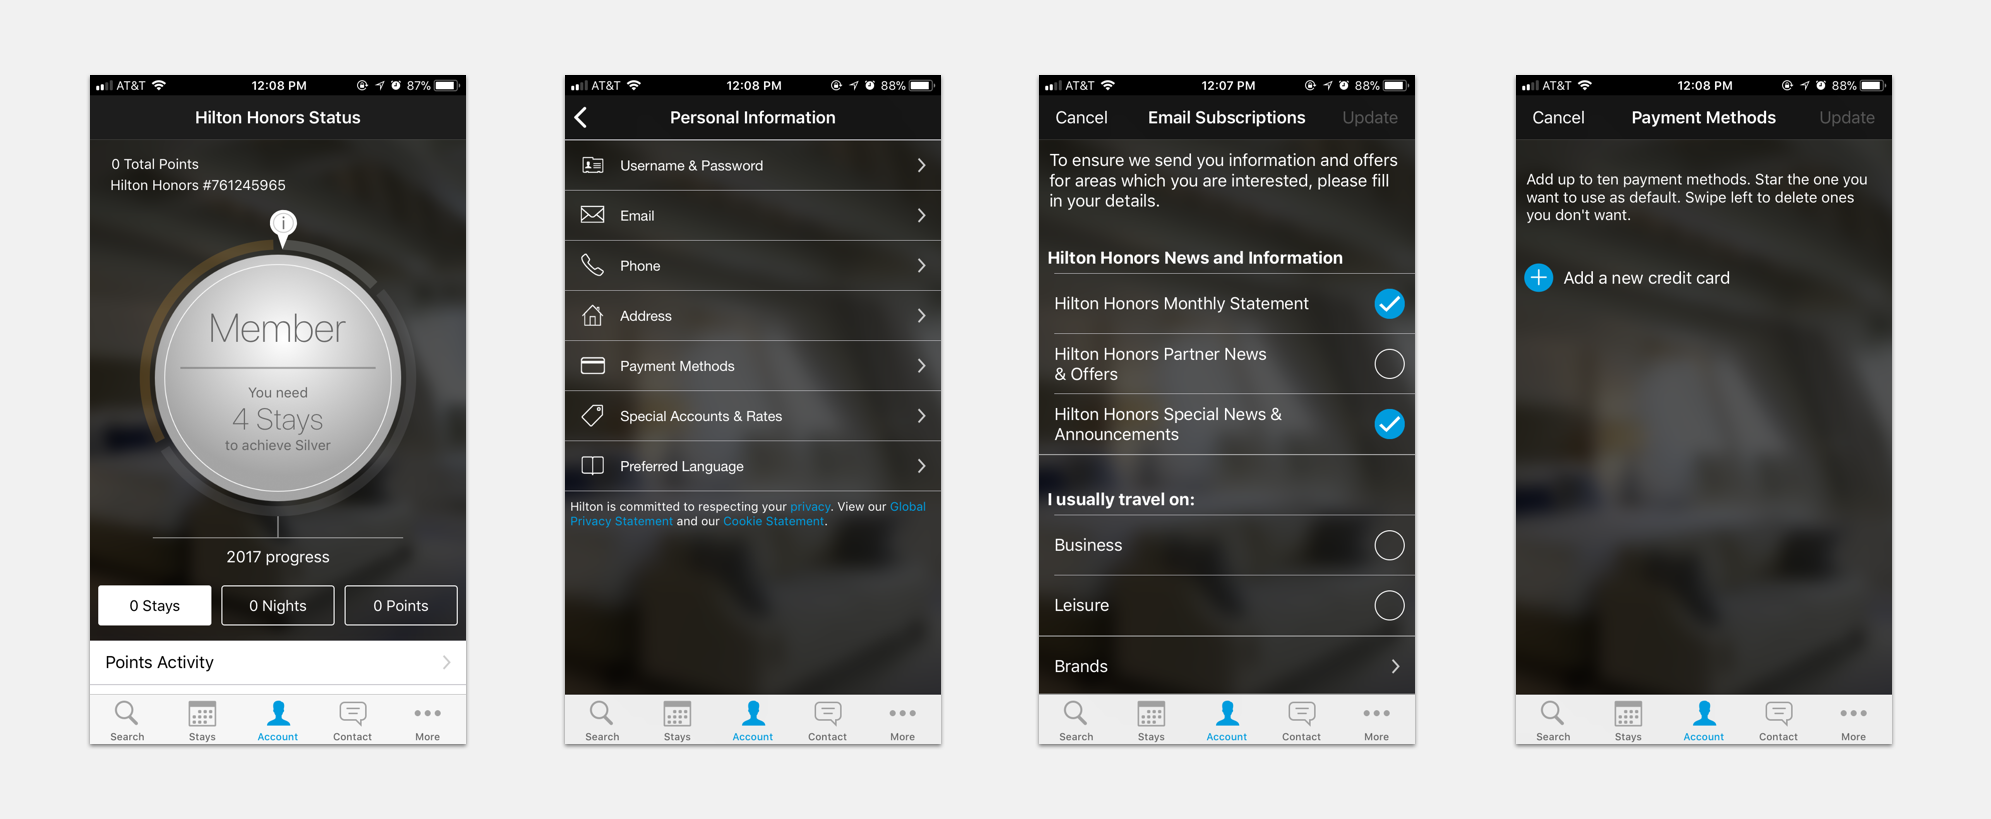 AT&T 12:08 PM 87%
Hilton Honors Status
0 Total Points
Hilton Honors #761245965
i
Member
You need
4 Stays
to achieve Silver
2017 progress
0 Stays 0 Nights 0 Points
Points Activity
Search Stays Account Contact More
AT&T 12:08 PM 88%
Personal Information
Username & Password
Email
Phone
Address
Payment Methods
Special Accounts & Rates
Preferred Language
Hilton is committed to respecting your privacy. View our Global
Privacy Statement and our Cookie Statement.
Search Stays Account Contact More
AT&T 12:07 PM 88%
Cancel Email Subscriptions Update
To ensure we send you information and offers
for areas which you are interested, please fill
in your details.
Hilton Honors News and Information
Hilton Honors Monthly Statement
Hilton Honors Partner News
& Offers
Hilton Honors Special News &
Announcements
I usually travel on:
Business
Leisure
Brands
Search Stays Account Contact More
AT&T 12:08 PM 88%
Cancel Payment Methods Update
Add up to ten payment methods. Star the one you
want to use as default. Swipe left to delete ones
you don't want.
Add a new credit card
Search Stays Account Contact More